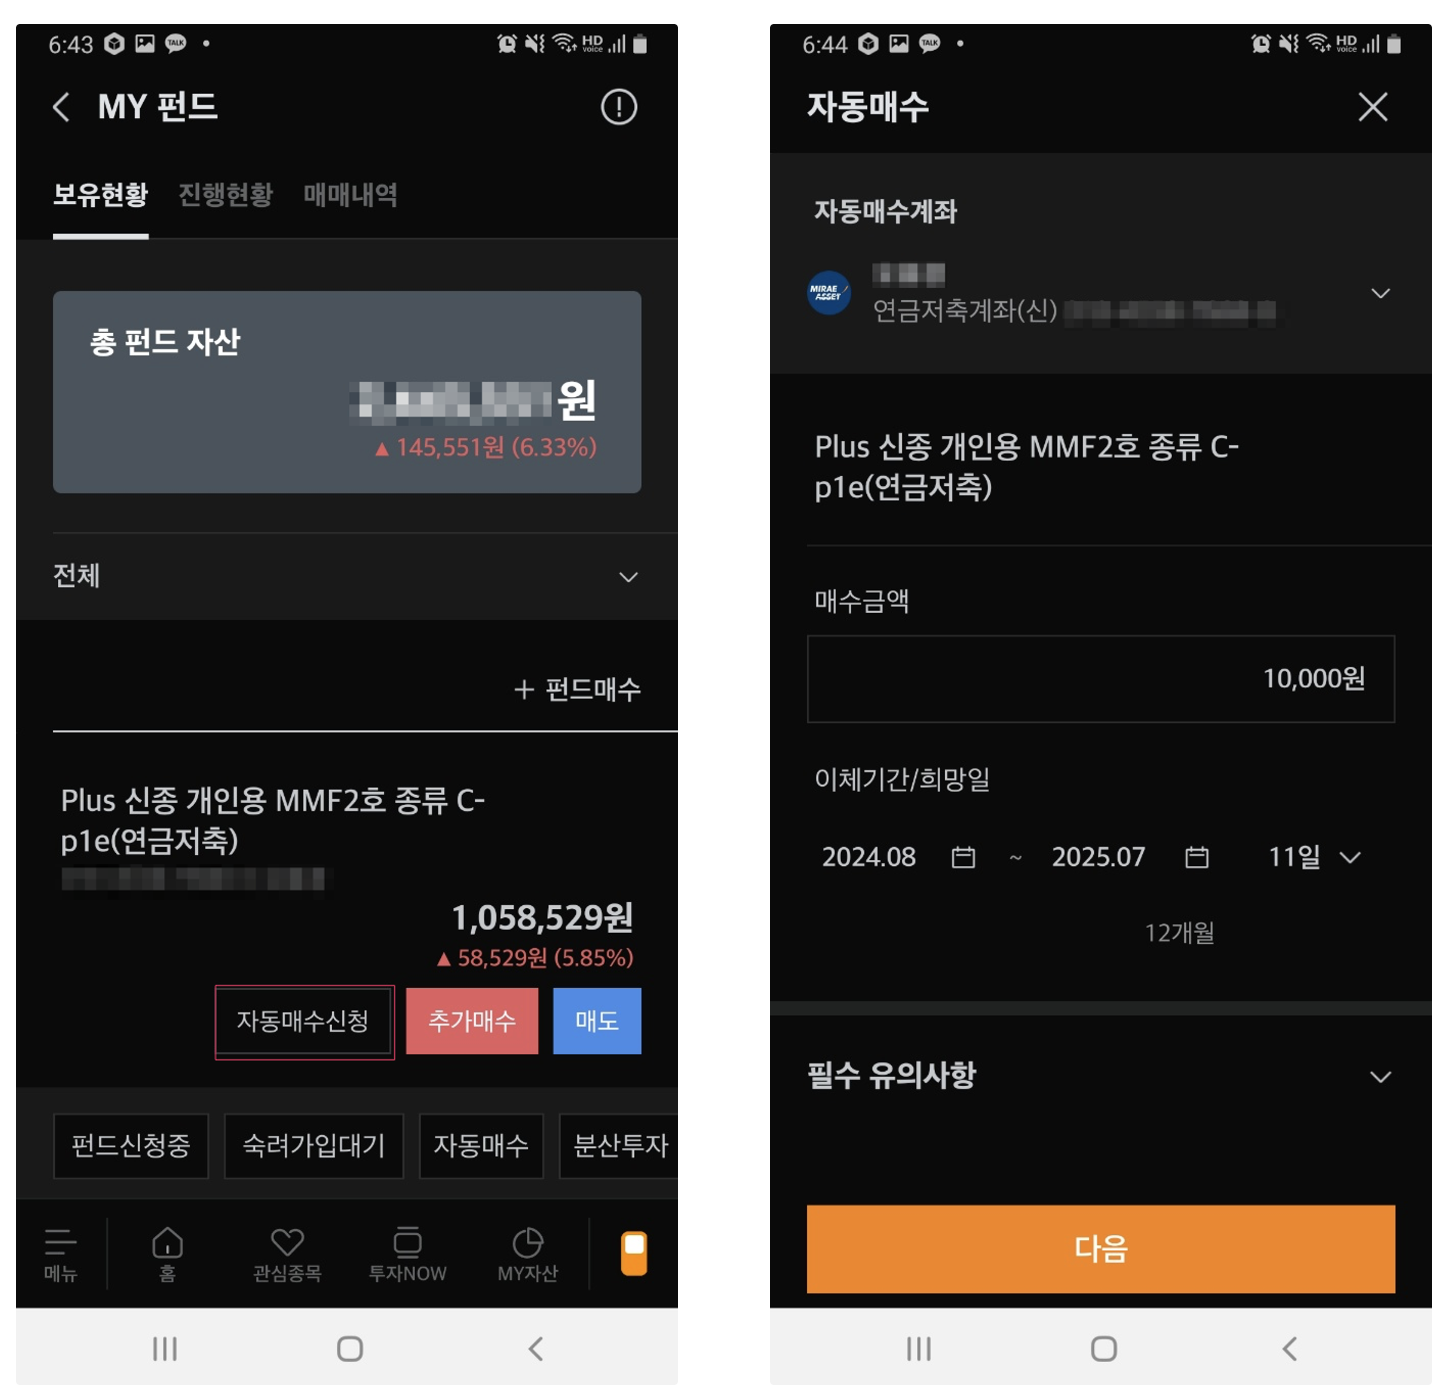 6:43
TALK
HD voice
MY 펀드
보유현황 진행현황 매매내역
총 펀드 자산
원
▲ 145,551원 (6.33%)
전체
+ 펀드매수
Plus 신종 개인용 MMF2호 종류 C-
p1e(연금저축)
1,058,529원
▲ 58,529원 (5.85%)
자동매수신청 추가매수 매도
펀드신청중 숙려가입대기 자동매수 분산투자
메뉴 홈 관심종목 투자NOW MY자산
6:44
TALK
HD voice
자동매수
자동매수계좌
MIRAE ASSET
연금저축계좌(신)
Plus 신종 개인용 MMF2호 종류 C-
p1e(연금저축)
매수금액
10,000원
이체기간/희망일
2024.08 ~ 2025.07 11일
12개월
필수 유의사항
다음